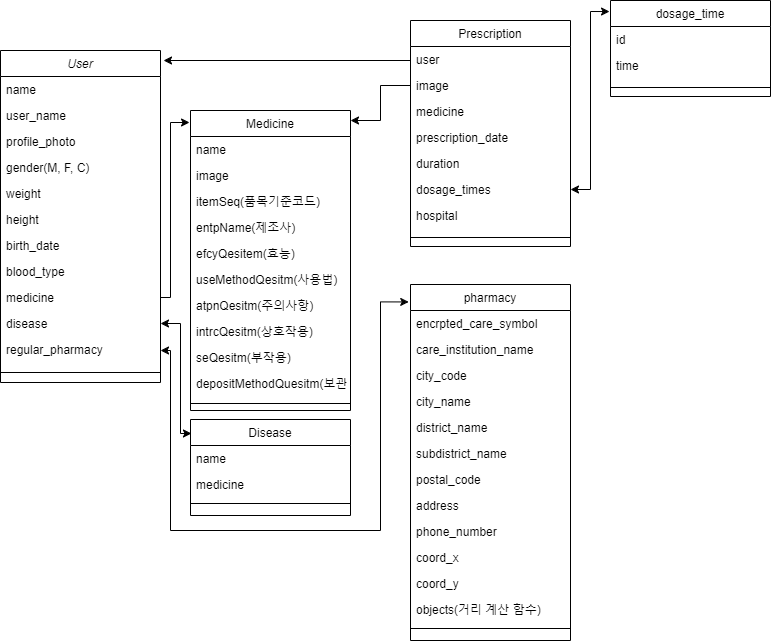 User
name
user_name
profile_photo
gender(M, F, C)
weight
height
birth_date
blood_type
medicine
disease
regular_pharmacy
Medicine
name
image
itemSeq(품목기준코드)
entpName(제조사)
efcyQesitem(효능)
useMethodQesitm(사용법)
atpnQesitm(주의사항)
intrcQesitm(상호작용)
seQesitm(부작용)
depositMethodQuesitm(보관
Disease
name
medicine
Prescription
user
image
medicine
prescription_date
duration
dosage_times
hospital
dosage_time
id
time
pharmacy
encrpted_care_symbol
care_institution_name
city_code
city_name
district_name
subdistrict_name
postal_code
address
phone_number
coord_x
coord_y
objects(거리 계산 함수)